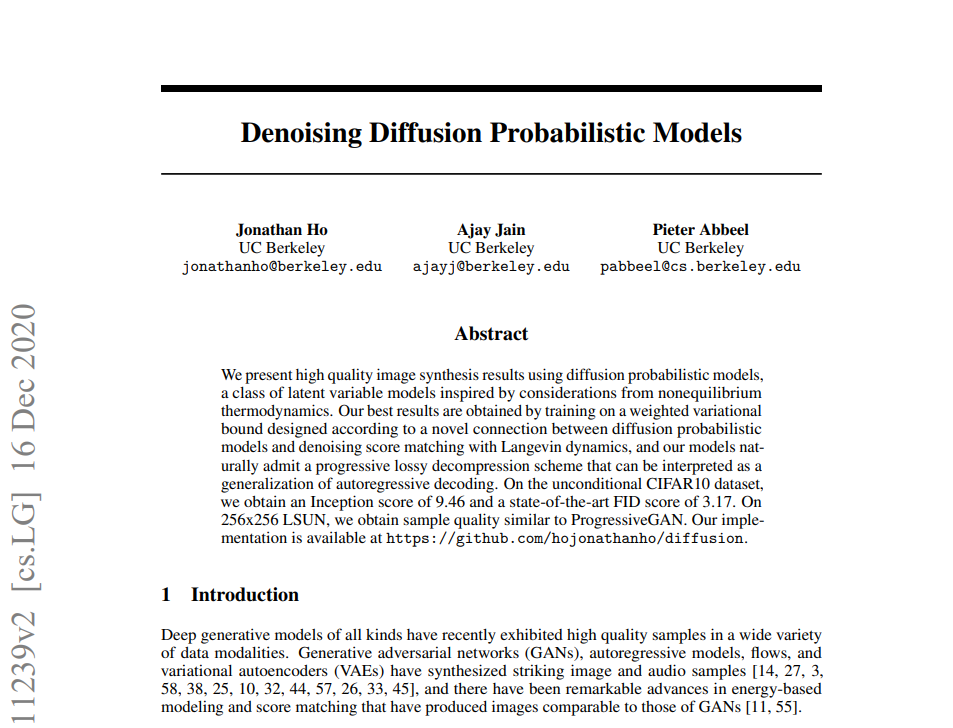 Denoising Diffusion Probabilistic Models
Jonathan Ho
UC Berkeley
jonathanho@berkeley.edu
Ajay Jain
UC Berkeley
ajayj@berkeley.edu
Pieter Abbeel
UC Berkeley
pabbeel@cs.berkeley.edu
Abstract
We present high quality image synthesis results using diffusion probabilistic models,
a class of latent variable models inspired by considerations from nonequilibrium
thermodynamics. Our best results are obtained by training on a weighted variational
bound designed according to a novel connection between diffusion probabilistic
models and denoising score matching with Langevin dynamics, and our models nat-
urally admit a progressive lossy decompression scheme that can be interpreted as a
generalization of autoregressive decoding. On the unconditional CIFAR10 dataset,
we obtain an Inception score of 9.46 and a state-of-the-art FID score of 3.17. On
256x256 LSUN, we obtain sample quality similar to ProgressiveGAN. Our imple-
mentation is available at https://github.com/hojonathanho/diffusion.
1 Introduction
Deep generative models of all kinds have recently exhibited high quality samples in a wide variety
of data modalities. Generative adversarial networks (GANs), autoregressive models, flows, and
variational autoencoders (VAEs) have synthesized striking image and audio samples [14, 27, 3,
58, 38, 25, 10, 32, 44, 57, 26, 33, 45], and there have been remarkable advances in energy-based
modeling and score matching that have produced images comparable to those of GANs [11, 55].
11239v2 [cs.LG] 16 Dec 2020